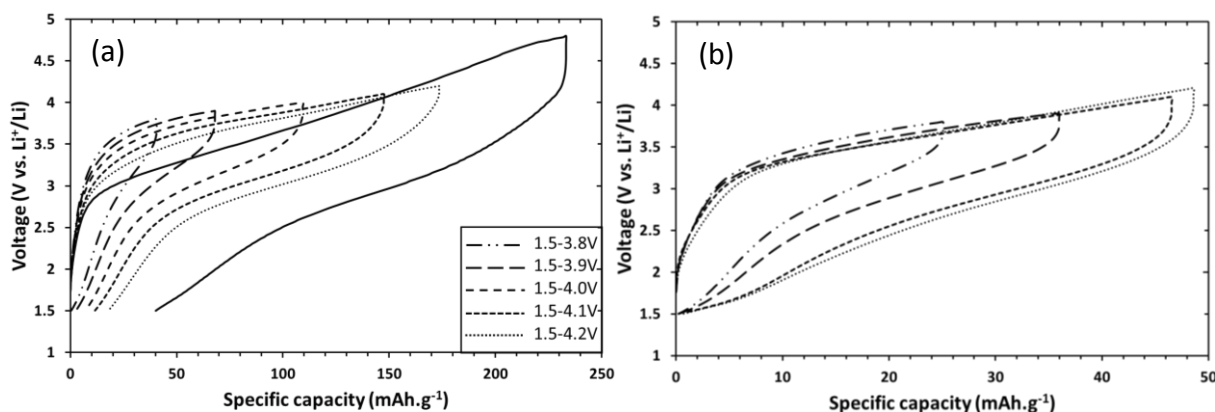 (a)
Voltage (V vs. Li⁺/Li)
5
4.5
4
3.5
3
2.5
2
1.5
1
0
50
100
150
200
250
Specific capacity (mAh.g⁻¹)
1.5-3.8V
1.5-3.9V
1.5-4.0V
1.5-4.1V
1.5-4.2V
(b)
Voltage (V vs. Li⁺/Li)
5
4.5
4
3.5
3
2.5
2
1.5
1
0
10
20
30
40
50
Specific capacity (mAh.g⁻¹)